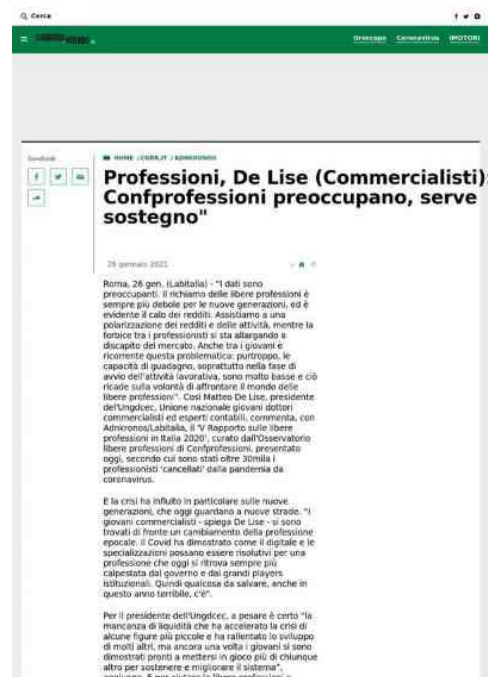 Cerca
Oroscopo Coronavirus IMOTORI
Condividi
HOME / CORR.IT / ADNKRONOS
Professioni, De Lise (Commercialisti):
Confprofessioni preoccupano, serve
sostegno"
26 gennaio 2021
Roma, 26 gen. (Labitalia) - "I dati sono
preoccupanti. Il richiamo delle libere professioni è
sempre più debole per le nuove generazioni, ed è
evidente il calo dei redditi. Assistiamo a una
polarizzazione dei redditi e delle attività, mentre la
forbice tra i professionisti si sta allargando a
discapito del mercato. Anche tra i giovani è
ricorrente questa problematica: purtroppo, le
capacità di guadagno, soprattutto nella fase di
avvio dell'attività lavorativa, sono molto basse e ciò
ricade sulla volontà di affrontare il mondo delle
libere professioni". Così Matteo De Lise, presidente
dell'Ungdcec, Unione nazionale giovani dottori
commercialisti ed esperti contabili, commenta, con
Adnkronos/Labitalia, il 'V Rapporto sulle libere
professioni in Italia 2020', curato dall'Osservatorio
libere professioni di Confprofessioni, presentato
oggi, secondo cui sono stati oltre 30mila i
professionisti 'cancellati' dalla pandemia da
coronavirus.
E la crisi ha influito in particolare sulle nuove
generazioni, che oggi guardano a nuove strade. "I
giovani commercialisti - spiega De Lise - si sono
trovati di fronte un cambiamento della professione
epocale. Il Covid ha dimostrato come il digitale e le
specializzazioni possano essere risolutivi per una
professione che oggi si ritrova sempre più
calpestata dal governo e dai grandi players
istituzionali. Quindi qualcosa da salvare, anche in
questo anno terribile, c'è".
Per il presidente dell'Ungdcec, a pesare è certo "la
mancanza di liquidità che ha accelerato la crisi di
alcune figure più piccole e ha rallentato lo sviluppo
di molti altri, ma ancora una volta i giovani si sono
dimostrati pronti a mettersi in gioco più di chiunque
altro per sostenere e migliorare il sistema",